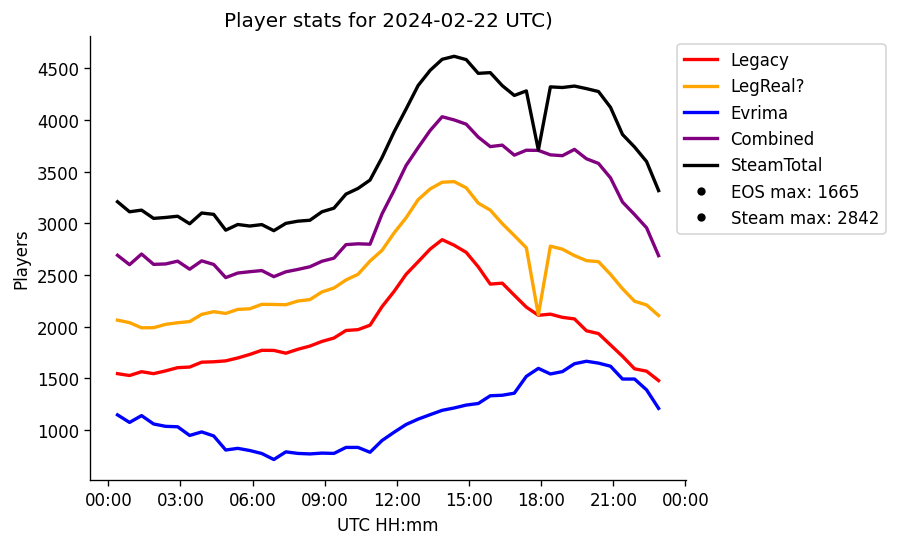 Player stats for 2024-02-22 UTC)
Legacy
LegReal?
Evrima
Combined
SteamTotal
EOS max: 1665
Steam max: 2842
Players
4500
4000
3500
3000
2500
2000
1500
1000
00:00 03:00 06:00 09:00 12:00 15:00 18:00 21:00 00:00
UTC HH:mm